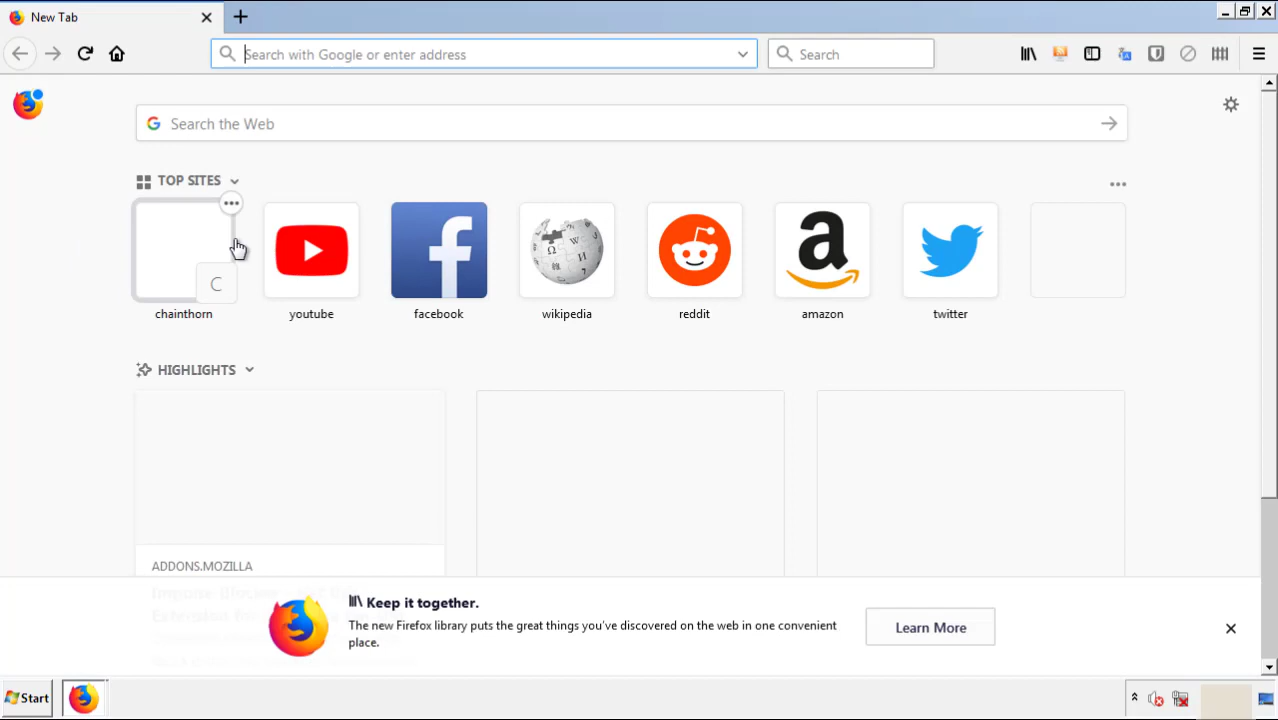 New Tab
Search with Google or enter address
Search
Search the Web
TOP SITES
C
chainthorn
youtube
facebook
wikipedia
reddit
amazon
twitter
HIGHLIGHTS
ADDONS.MOZILLA
Keep it together.
The new Firefox library puts the great things you've discovered on the web in one convenient
place.
Learn More
Start